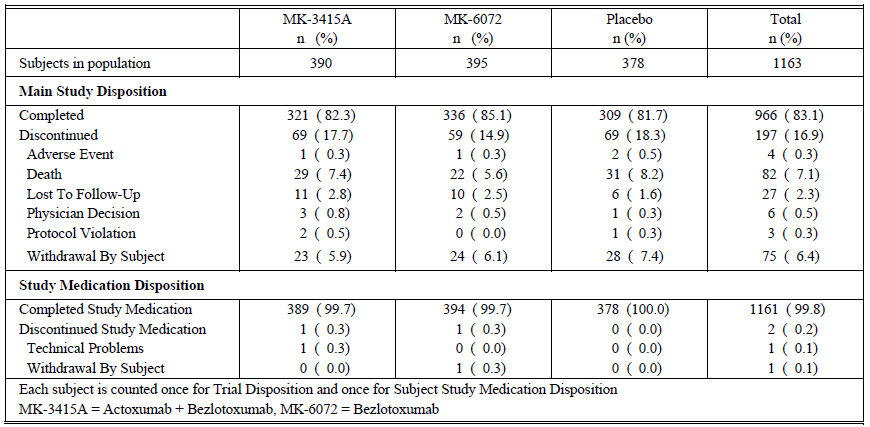 MK-3415A MK-6072 Placebo Total
n (%) n (%) n (%) n (%)
Subjects in population 390 395 378 1163
Main Study Disposition
Completed 321 ( 82.3) 336 ( 85.1) 309 ( 81.7) 966 ( 83.1)
Discontinued 69 ( 17.7) 59 ( 14.9) 69 ( 18.3) 197 ( 16.9)
Adverse Event 1 ( 0.3) 1 ( 0.3) 2 ( 0.5) 4 ( 0.3)
Death 29 ( 7.4) 22 ( 5.6) 31 ( 8.2) 82 ( 7.1)
Lost To Follow-Up 11 ( 2.8) 10 ( 2.5) 6 ( 1.6) 27 ( 2.3)
Physician Decision 3 ( 0.8) 2 ( 0.5) 1 ( 0.3) 6 ( 0.5)
Protocol Violation 2 ( 0.5) 0 ( 0.0) 1 ( 0.3) 3 ( 0.3)
Withdrawal By Subject 23 ( 5.9) 24 ( 6.1) 28 ( 7.4) 75 ( 6.4)
Study Medication Disposition
Completed Study Medication 389 ( 99.7) 394 ( 99.7) 378 (100.0) 1161 ( 99.8)
Discontinued Study Medication 1 ( 0.3) 1 ( 0.3) 0 ( 0.0) 2 ( 0.2)
Technical Problems 1 ( 0.3) 0 ( 0.0) 0 ( 0.0) 1 ( 0.1)
Withdrawal By Subject 0 ( 0.0) 1 ( 0.3) 0 ( 0.0) 1 ( 0.1)
Each subject is counted once for Trial Disposition and once for Subject Study Medication Disposition
MK-3415A = Actoxumab + Bezlotoxumab, MK-6072 = Bezlotoxumab